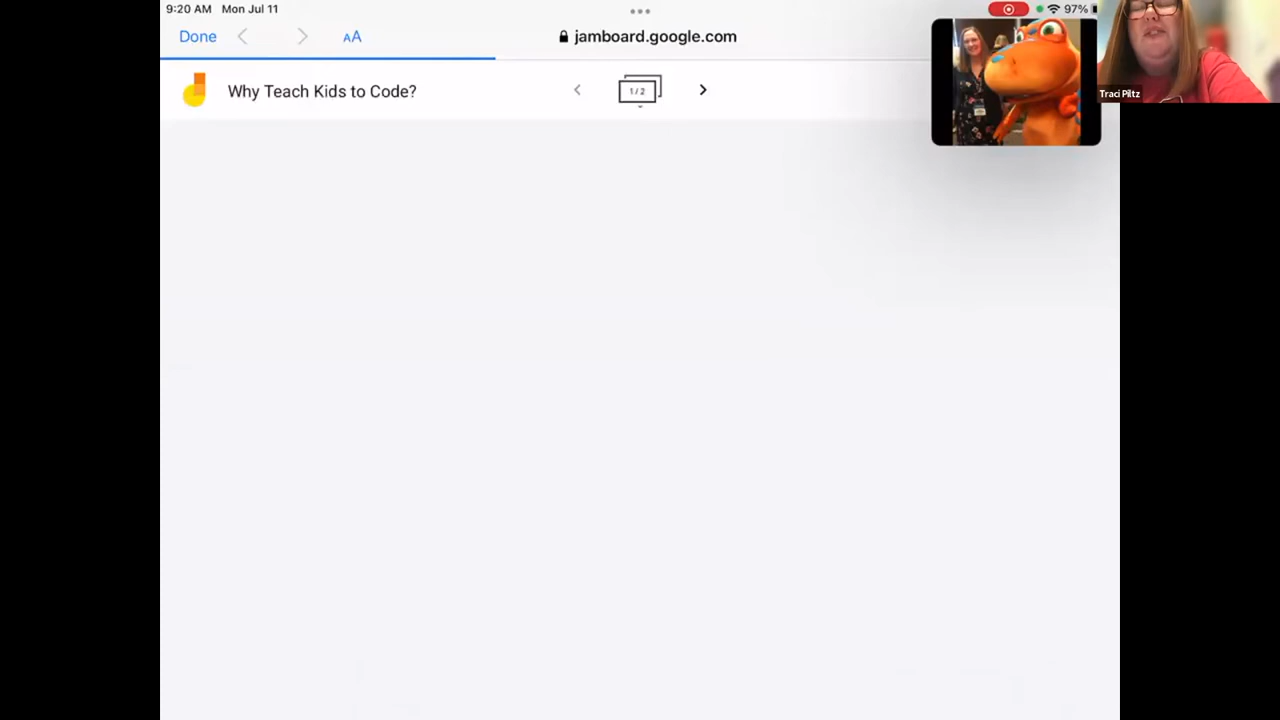 9:20 AM Mon Jul 11
97%
Done
AA
jamboard.google.com
Why Teach Kids to Code?
1/2
Traci Piltz